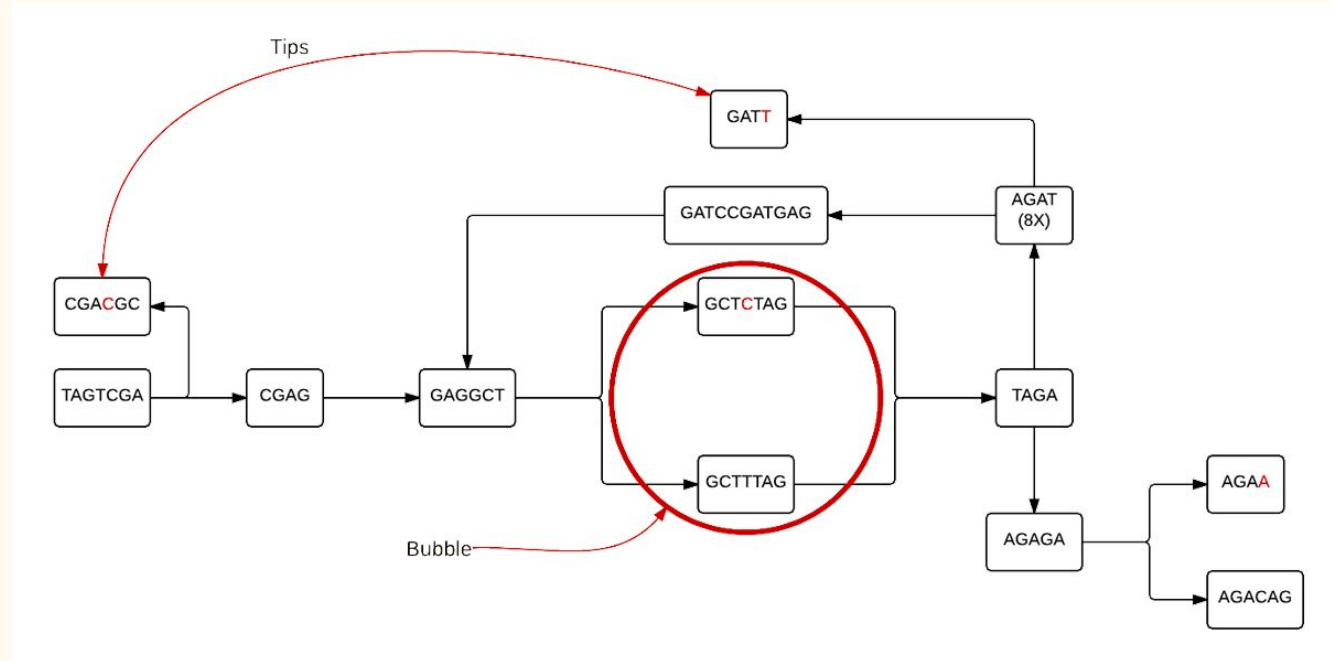 Tips
GATT
GATCCGATGAG
AGAT
(8X)
CGACGC
GCTCTAG
TAGTCGA
CGAG
GAGGCT
TAGA
GCTTTAG
AGAA
Bubble
AGAGA
AGACAG